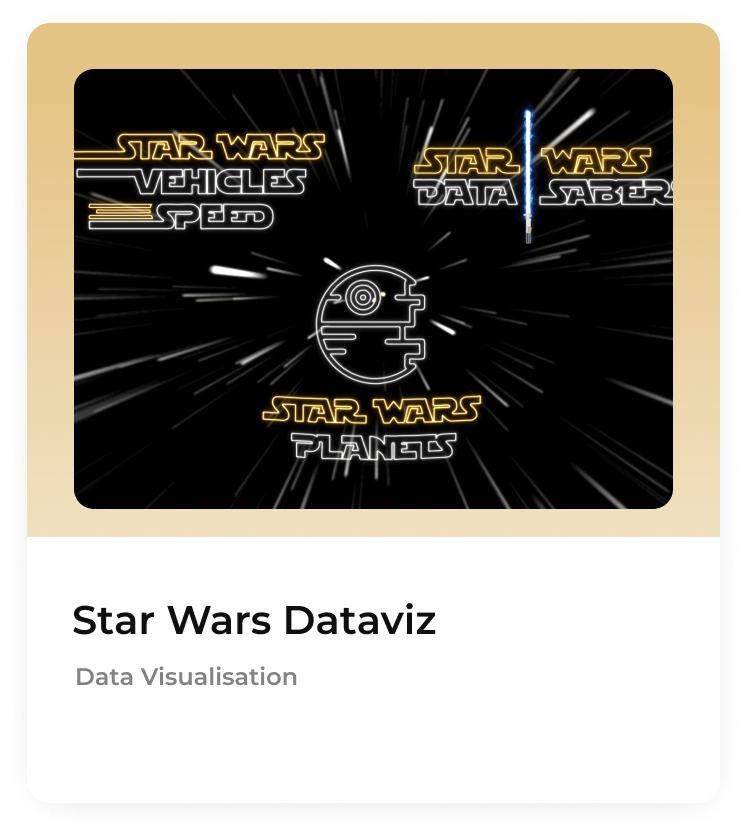 STAR WARS
VEHICLES
SPEED
STAR WARS
DATA SABERS
STAR WARS
PLANETS
Star Wars Dataviz
Data Visualisation